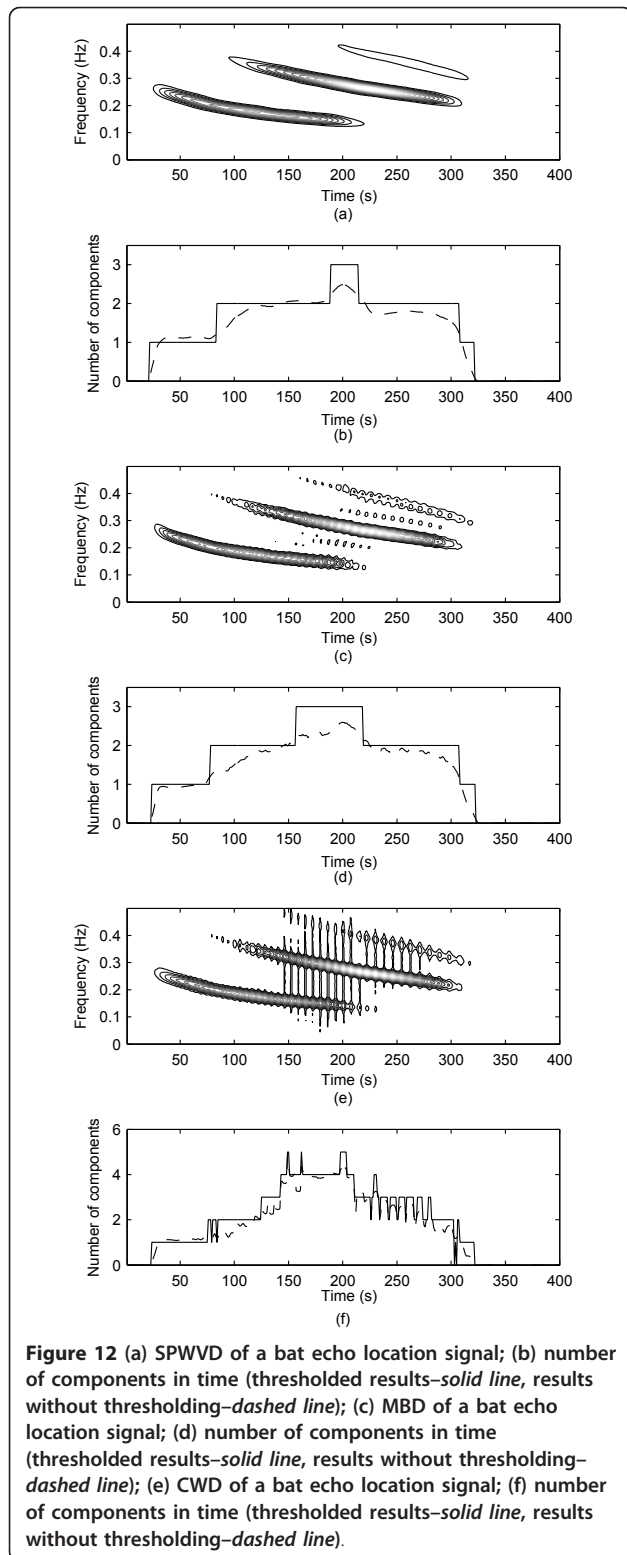 0.4
0.3
0.2
0.1
0
Frequency (Hz)
50 100 150 200 250 300 350 400
Time (s)
(a)
3
2
1
0
Number of components
50 100 150 200 250 300 350 400
Time (s)
(b)
0.4
0.3
0.2
0.1
0
Frequency (Hz)
50 100 150 200 250 300 350 400
Time (s)
(c)
3
2
1
0
Number of components
50 100 150 200 250 300 350 400
Time (s)
(d)
0.4
0.3
0.2
0.1
0
Frequency (Hz)
50 100 150 200 250 300 350 400
Time (s)
(e)
6
4
2
0
Number of components
50 100 150 200 250 300 350 400
Time (s)
(f)
Figure 12 (a) SPWVD of a bat echo location signal; (b) number
of components in time (thresholded results–solid line, results
without thresholding–dashed line); (c) MBD of a bat echo
location signal; (d) number of components in time
(thresholded results–solid line, results without thresholding–
dashed line); (e) CWD of a bat echo location signal; (f) number
of components in time (thresholded results–solid line, results
without thresholding–dashed line).